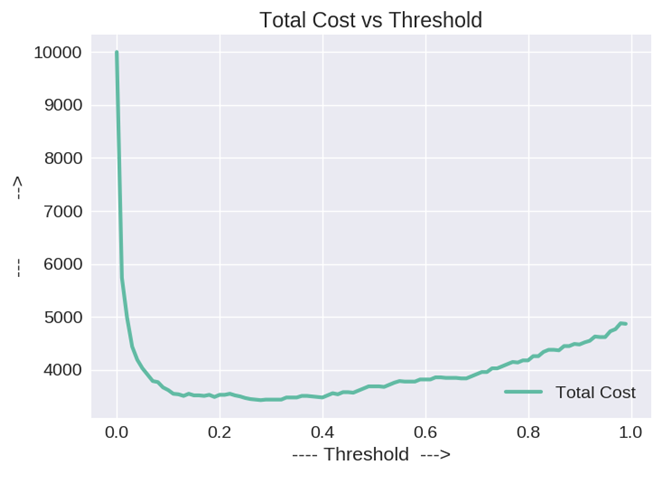 Total Cost vs Threshold
10000
9000
8000
7000
6000
5000
4000
--- -->
Total Cost
0.0 0.2 0.4 0.6 0.8 1.0
---- Threshold --->